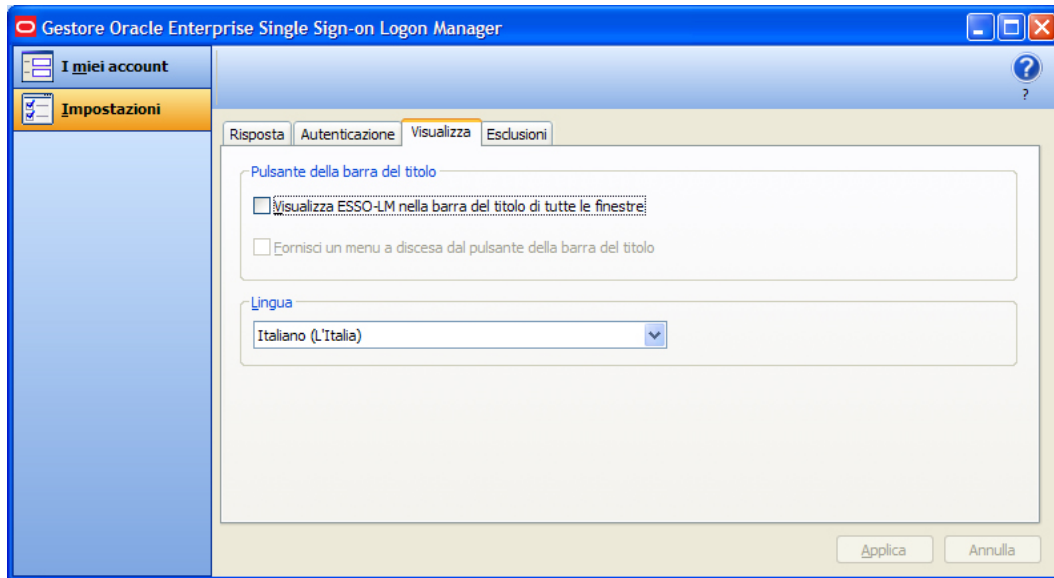 Gestore Oracle Enterprise Single Sign-on Logon Manager
I miei account
Impostazioni
?
?
Risposta Autenticazione Visualizza Esclusioni
Pulsante della barra del titolo
Visualizza ESSO-LM nella barra del titolo di tutte le finestre
Fornisci un menu a discesa dal pulsante della barra del titolo
Lingua
Italiano (L'Italia)
Applica Annulla